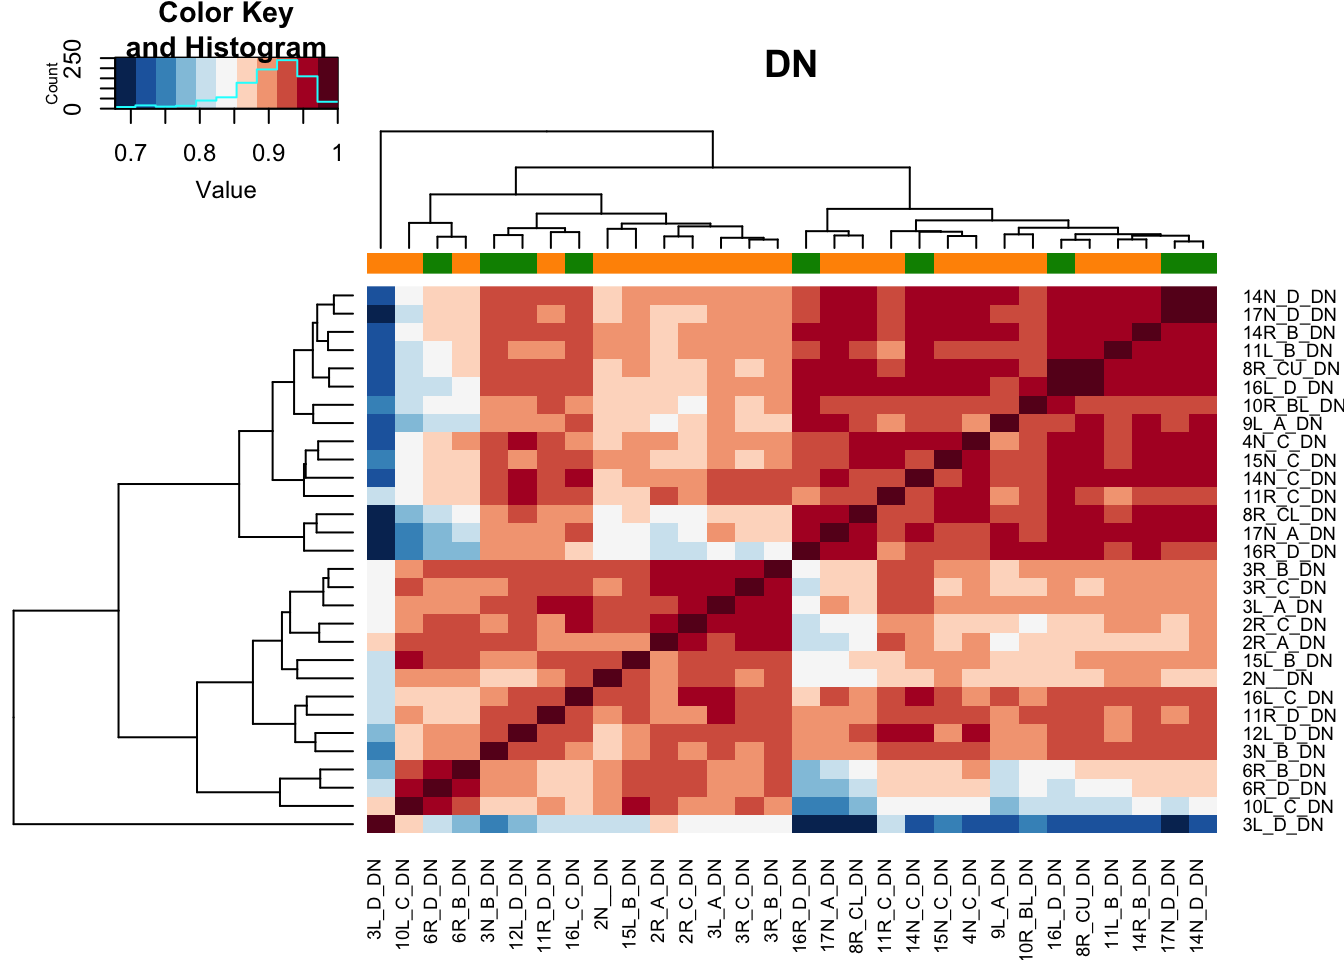 Color Key
and Histogram
Count
0 250
0.7 0.8 0.9 1
Value
DN
14N_D_DN
17N_D_DN
14R_B_DN
11L_B_DN
8R_CU_DN
16L_D_DN
10R_BL_DN
9L_A_DN
4N_C_DN
15N_C_DN
14N_C_DN
11R_C_DN
8R_CL_DN
17N_A_DN
16R_D_DN
3R_B_DN
3R_C_DN
3L_A_DN
2R_C_DN
2R_A_DN
15L_B_DN
2N__DN
16L_C_DN
11R_D_DN
12L_D_DN
3N_B_DN
6R_B_DN
6R_D_DN
10L_C_DN
3L_D_DN
3L_D_DN
10L_C_DN
6R_D_DN
6R_B_DN
3N_B_DN
12L_D_DN
11R_D_DN
16L_C_DN
2N__DN
15L_B_DN
2R_A_DN
2R_C_DN
3L_A_DN
3R_C_DN
3R_B_DN
16R_D_DN
17N_A_DN
8R_CL_DN
11R_C_DN
14N_C_DN
15N_C_DN
4N_C_DN
9L_A_DN
10R_BL_DN
16L_D_DN
8R_CU_DN
11L_B_DN
14R_B_DN
17N_D_DN
14N_D_DN